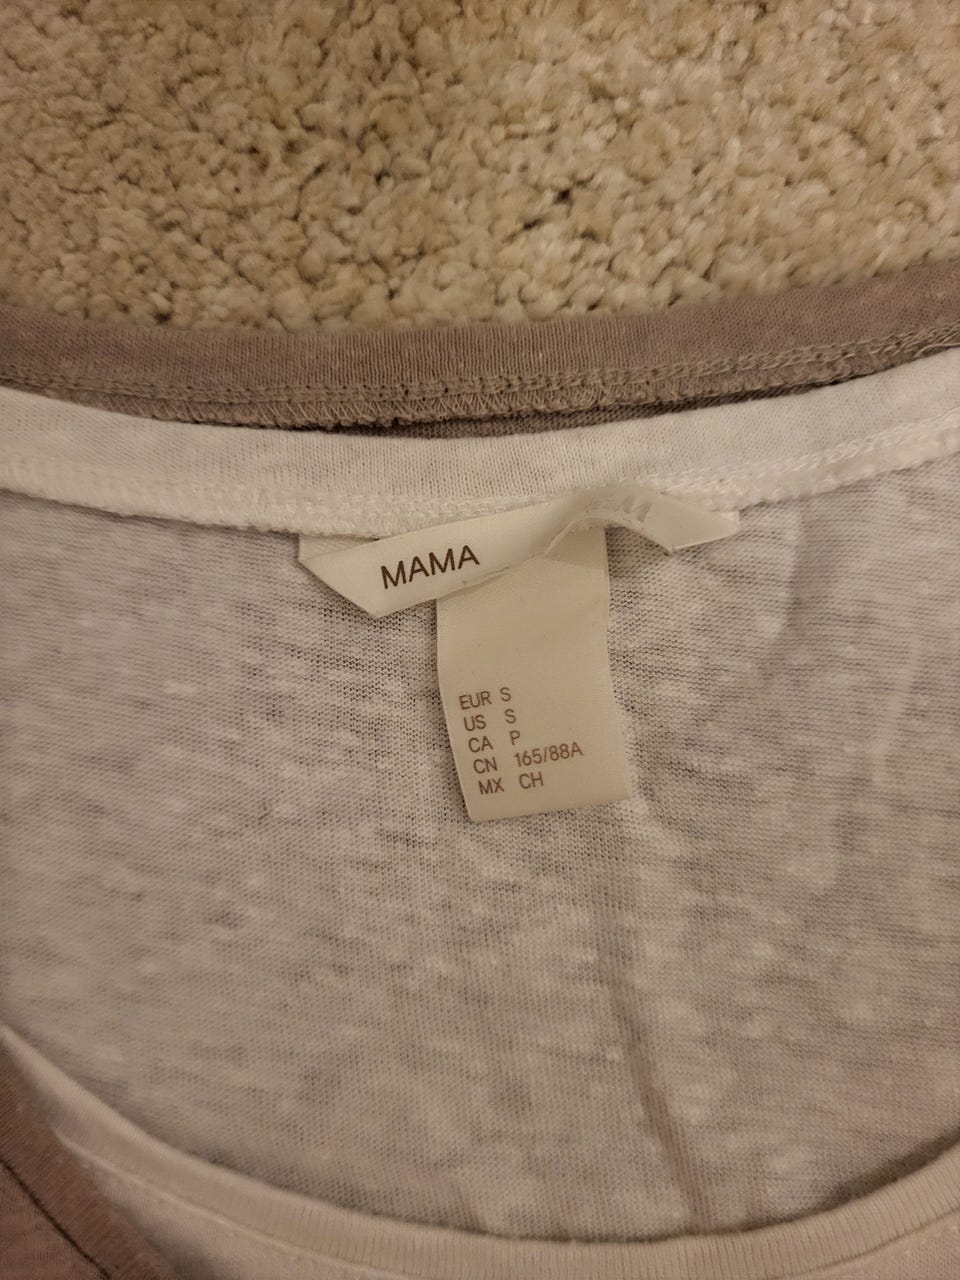 MAMA
EUR S
US S
CA P
CN 165/88A
MX CH